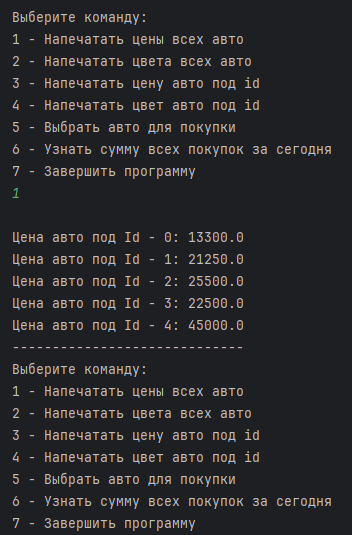 Выберите команду:
1 - Напечатать цены всех авто
2 - Напечатать цвета всех авто
3 - Напечатать цену авто под id
4 - Напечатать цвет авто под id
5 - Выбрать авто для покупки
6 - Узнать сумму всех покупок за сегодня
7 - Завершить программу
1
Цена авто под Id - 0: 13300.0
Цена авто под Id - 1: 21250.0
Цена авто под Id - 2: 25500.0
Цена авто под Id - 3: 22500.0
Цена авто под Id - 4: 45000.0
-----------------------------
Выберите команду:
1 - Напечатать цены всех авто
2 - Напечатать цвета всех авто
3 - Напечатать цену авто под id
4 - Напечатать цвет авто под id
5 - Выбрать авто для покупки
6 - Узнать сумму всех покупок за сегодня
7 - Завершить программу